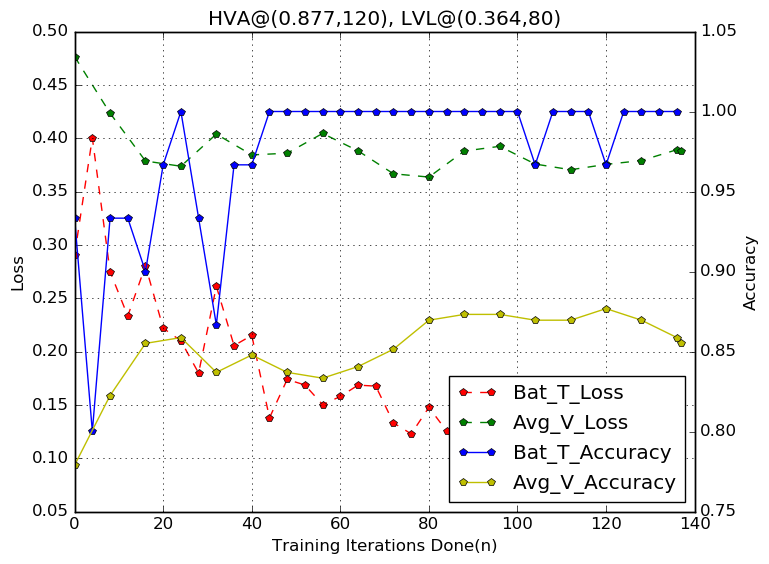 HVA@(0.877,120), LVL@(0.364,80)
0.50
0.45
0.40
0.35
0.30
0.25
0.20
0.15
0.10
0.05
Loss
1.05
1.00
0.95
0.90
0.85
0.80
0.75
Accuracy
Bat_T_Loss
Avg_V_Loss
Bat_T_Accuracy
Avg_V_Accuracy
0 20 40 60 80 100 120 140
Training Iterations Done(n)